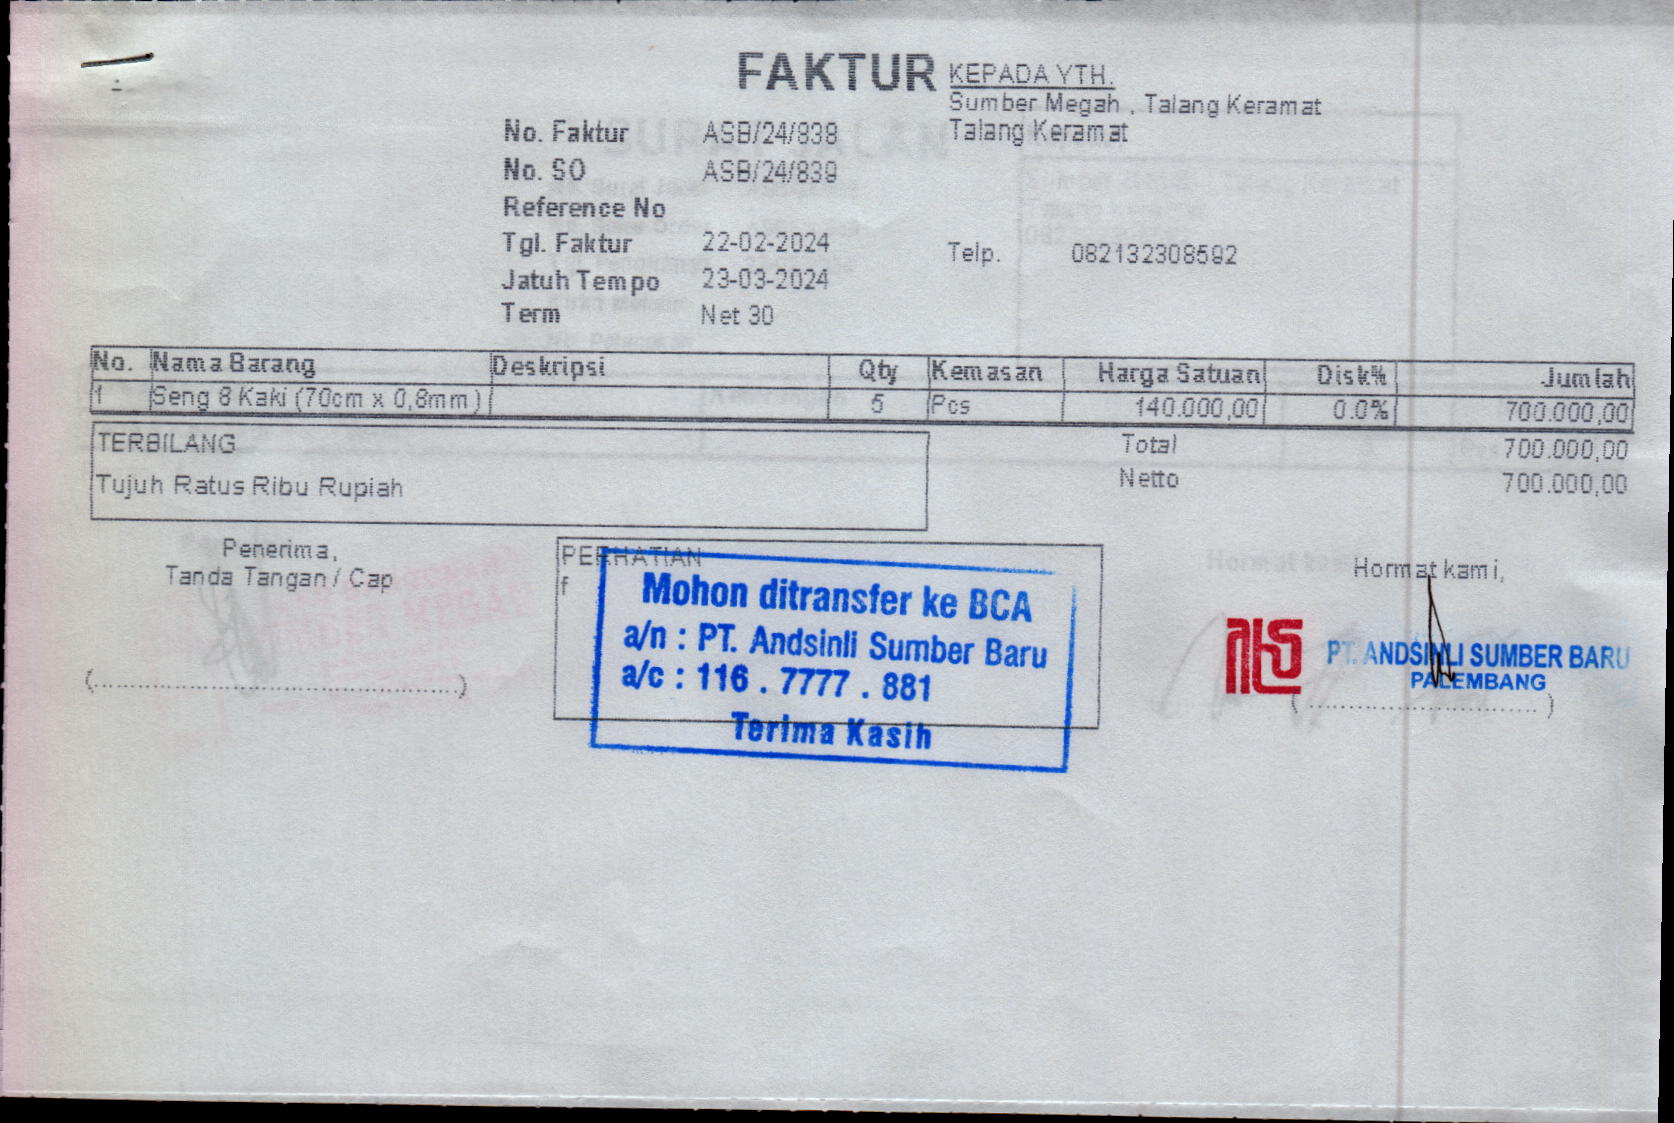 FAKTUR
KEPADA YTH.
Sumber Megah , Talang Keramat
Talang Keramat
No. Faktur ASB/24/838
No. SO ASB/24/839
Reference No
Tgl. Faktur 22-02-2024
Telp. 082132308592
Jatuh Tempo 23-03-2024
Term Net 30
No. Nama Barang Deskripsi Qty Kemasan Harga Satuan Disk% Jumlah
1 Seng 8 Kaki (70cm x 0,8mm) 5 Pcs 140.000,00 0.0% 700.000,00
TERBILANG
Tujuh Ratus Ribu Rupiah
Total 700.000,00
Netto 700.000,00
Penerima,
Tanda Tangan / Cap
(................................................)
PERHATIAN
f
Mohon ditransfer ke BCA
a/n : PT. Andsinli Sumber Baru
a/c : 116 . 7777 . 881
Terima Kasih
Hormat kami,
PT. ANDSINLI SUMBER BARU
PALEMBANG
(..............................)